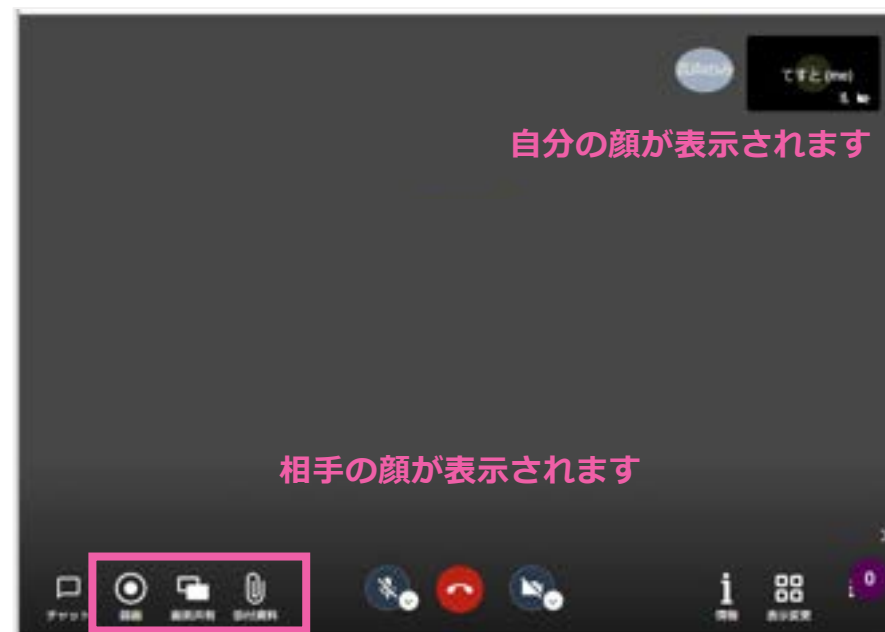 てすと (me)
自分の顔が表示されます
相手の顔が表示されます
チャット
録画
画面共有
添付資料
情報
表示変更
0